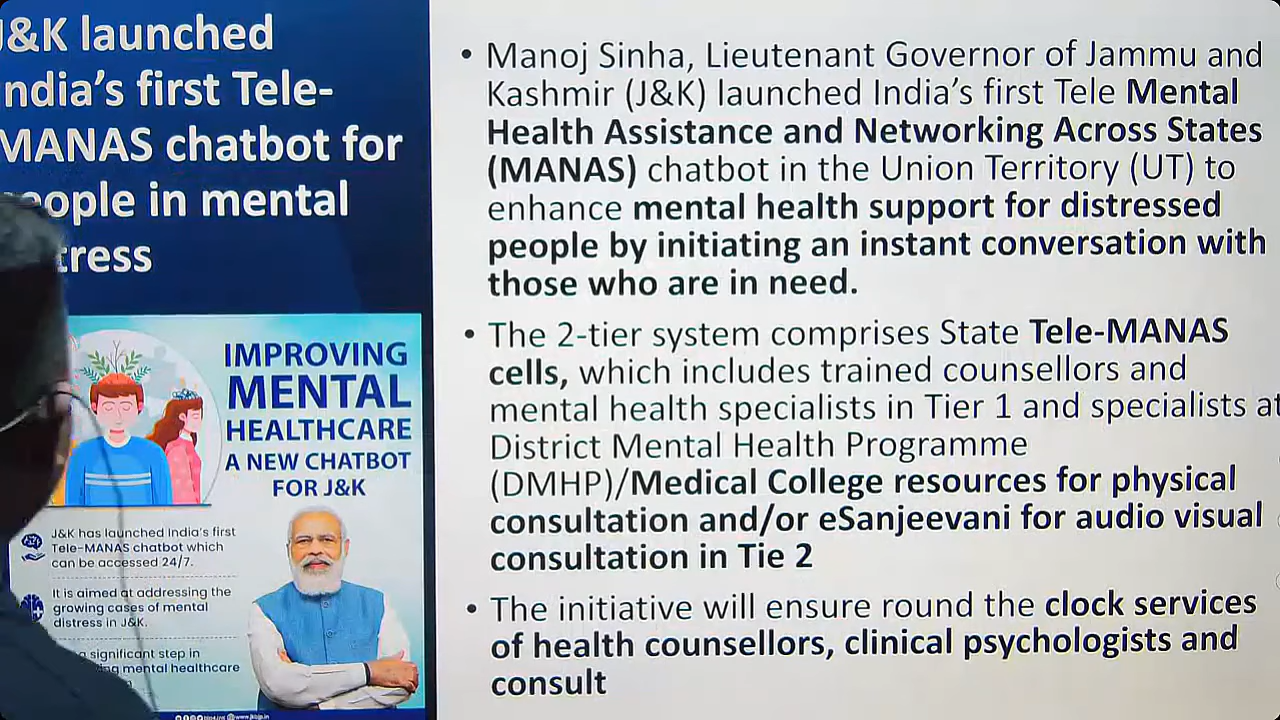 J&K launched
India's first Tele-
MANAS chatbot for
people in mental
tress
IMPROVING
MENTAL
HEALTHCARE
A NEW CHATBOT
FOR J&K
J&K has launched India's first
Tele-MANAS chatbot which
can be accessed 24/7.
It is aimed at addressing the
growing cases of mental
distress in J&K.
significant step in
mental healthcare
www.jkbjp.in
• Manoj Sinha, Lieutenant Governor of Jammu and
Kashmir (J&K) launched India's first Tele Mental
Health Assistance and Networking Across States
(MANAS) chatbot in the Union Territory (UT) to
enhance mental health support for distressed
people by initiating an instant conversation with
those who are in need.
• The 2-tier system comprises State Tele-MANAS
cells, which includes trained counsellors and
mental health specialists in Tier 1 and specialists at
District Mental Health Programme
(DMHP)/Medical College resources for physical
consultation and/or eSanjeevani for audio visual
consultation in Tie 2
• The initiative will ensure round the clock services
of health counsellors, clinical psychologists and
consult